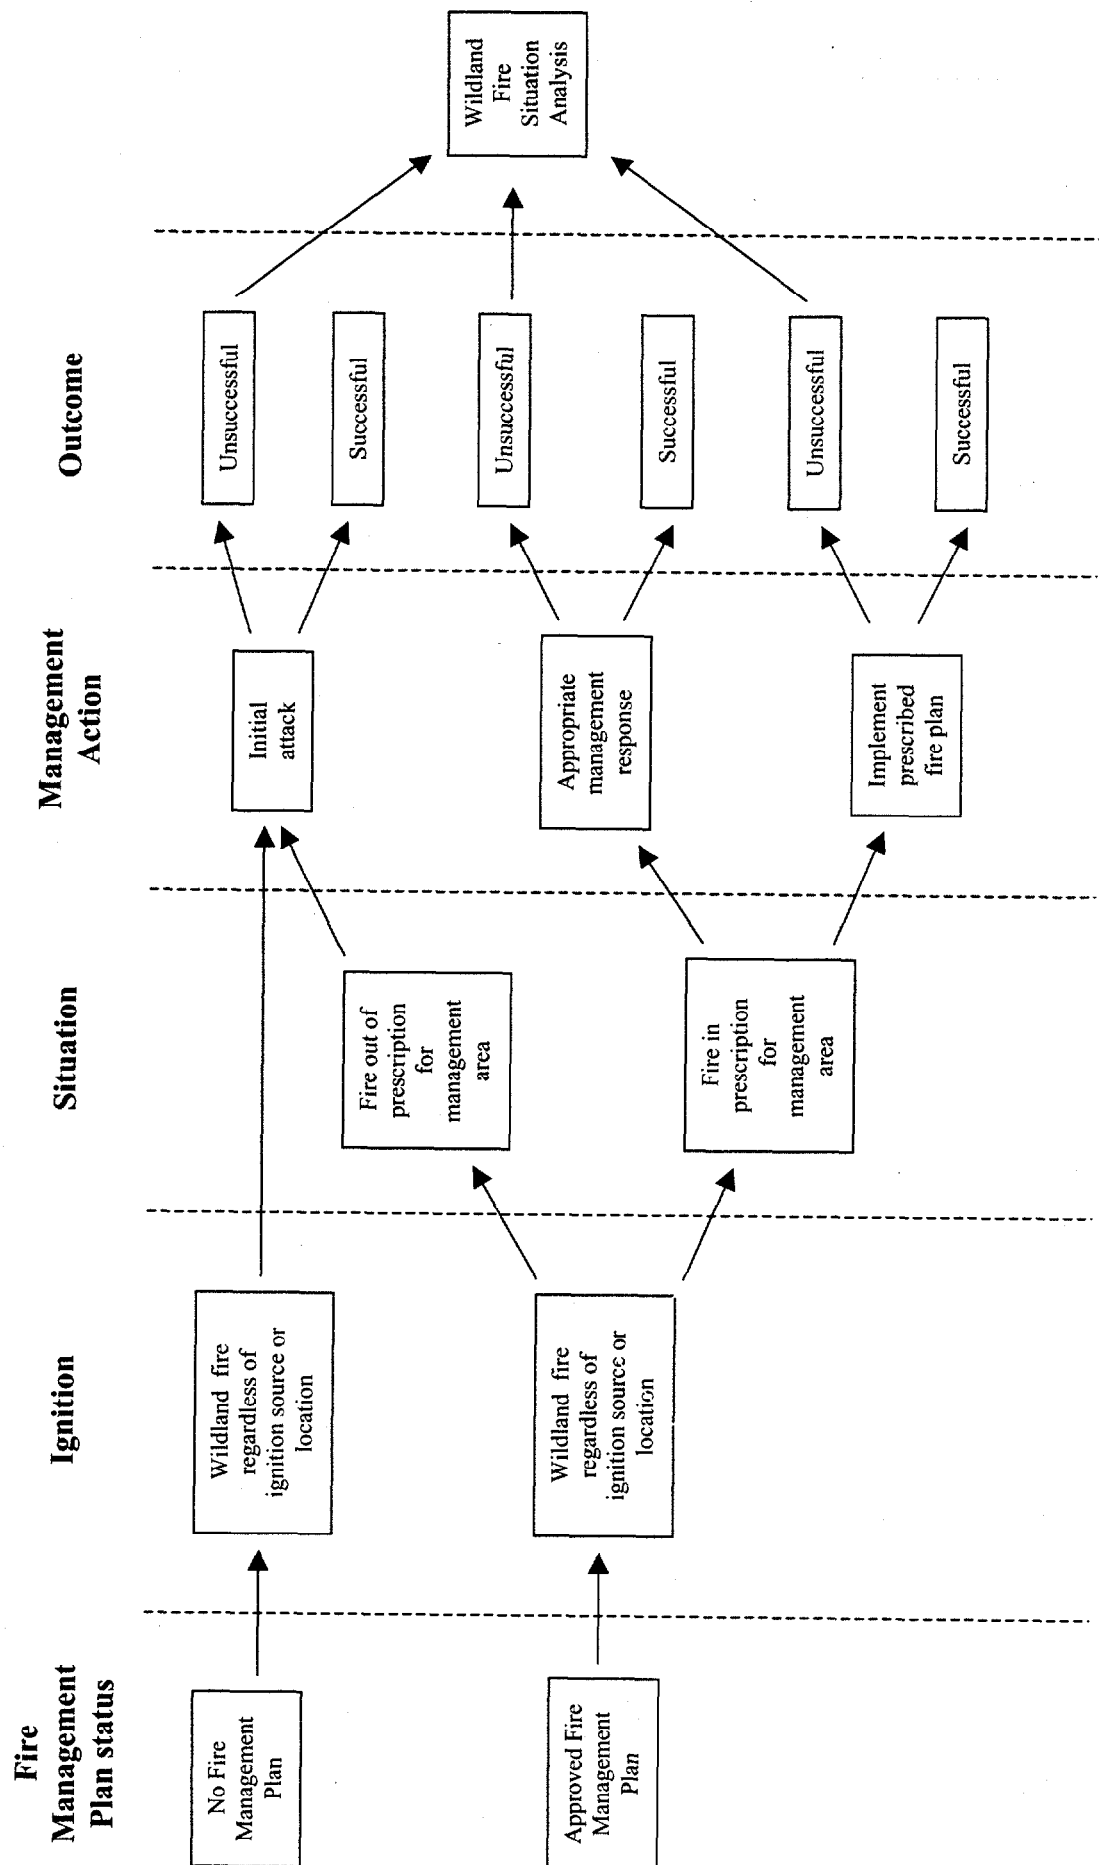 Fire
Management
Plan status
Ignition
Situation
Management
Action
Outcome
No Fire
Management
Plan
Wildland fire
regardless of
ignition source or
location
Initial
attack
Unsuccessful
Successful
Fire out of
prescription
for
management
area
Approved Fire
Management
Plan
Wildland fire
regardless of
ignition source or
location
Fire in
prescription
for
management
area
Appropriate
management
response
Unsuccessful
Successful
Implement
prescribed
fire plan
Unsuccessful
Successful
Wildland
Fire
Situation
Analysis